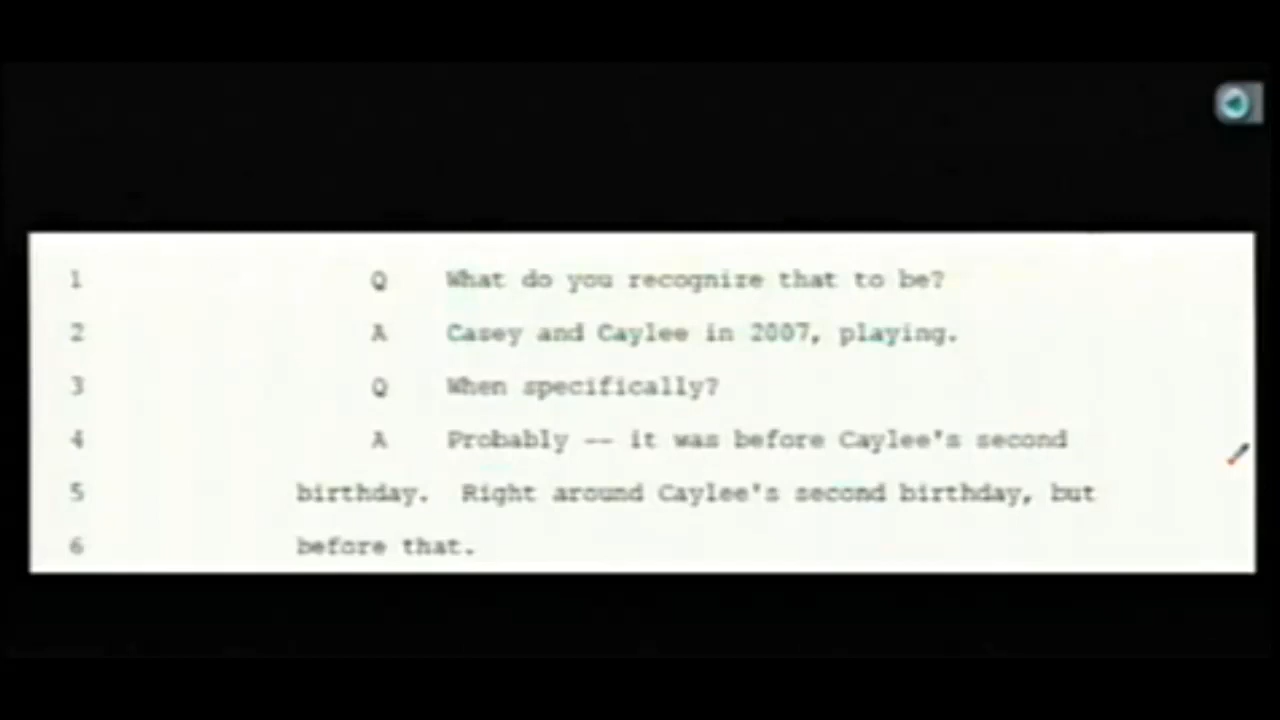 1 Q What do you recognize that to be?
2 A Casey and Caylee in 2007, playing.
3 Q When specifically?
4 A Probably -- it was before Caylee's second
5 birthday. Right around Caylee's second birthday, but
6 before that.